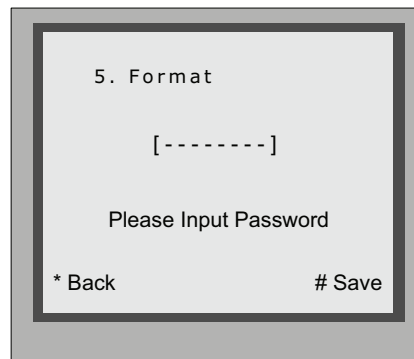 5. Format
[--------]
Please Input Password
* Back # Save